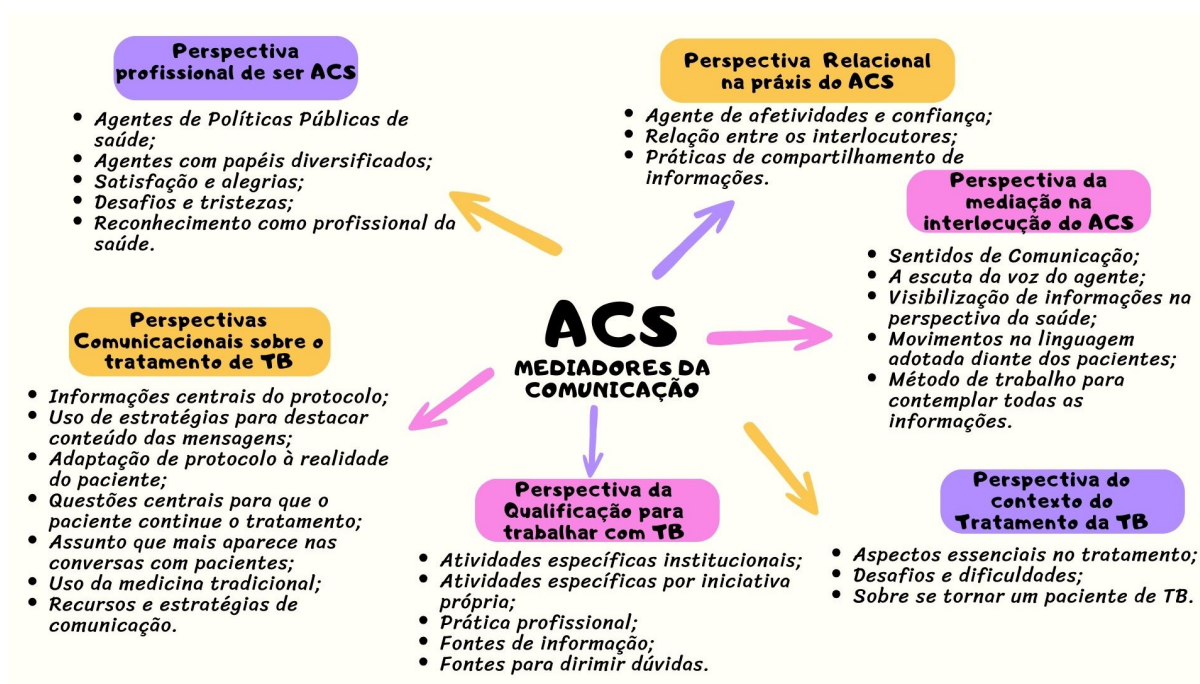 Perspectiva
profissional de ser ACS
• Agentes de Políticas Públicas de
saúde;
• Agentes com papéis diversificados;
• Satisfação e alegrias;
• Desafios e tristezas;
• Reconhecimento como profissional da
saúde.
Perspectiva Relacional
na práxis do ACS
• Agente de afetividades e confiança;
• Relação entre os interlocutores;
• Práticas de compartilhamento de
informações.
Perspectiva da
mediação na
interlocução do ACS
• Sentidos de Comunicação;
• A escuta da voz do agente;
• Visibilização de informações na
perspectiva da saúde;
• Movimentos na linguagem
adotada diante dos pacientes;
• Método de trabalho para
contemplar todas as
informações.
ACS
MEDIADORES DA
COMUNICAÇÃO
Perspectivas
Comunicacionais sobre o
tratamento de TB
• Informações centrais do protocolo;
• Uso de estratégias para destacar
conteúdo das mensagens;
• Adaptação de protocolo à realidade
do paciente;
• Questões centrais para que o
paciente continue o tratamento;
• Assunto que mais aparece nas
conversas com pacientes;
• Uso da medicina tradicional;
• Recursos e estratégias de
comunicação.
Perspectiva da
Qualificação para
trabalhar com TB
• Atividades específicas institucionais;
• Atividades específicas por iniciativa
própria;
• Prática profissional;
• Fontes de informação;
• Fontes para dirimir dúvidas.
Perspectiva do
contexto do
Tratamento da TB
• Aspectos essenciais no tratamento;
• Desafios e dificuldades;
• Sobre se tornar um paciente de TB.